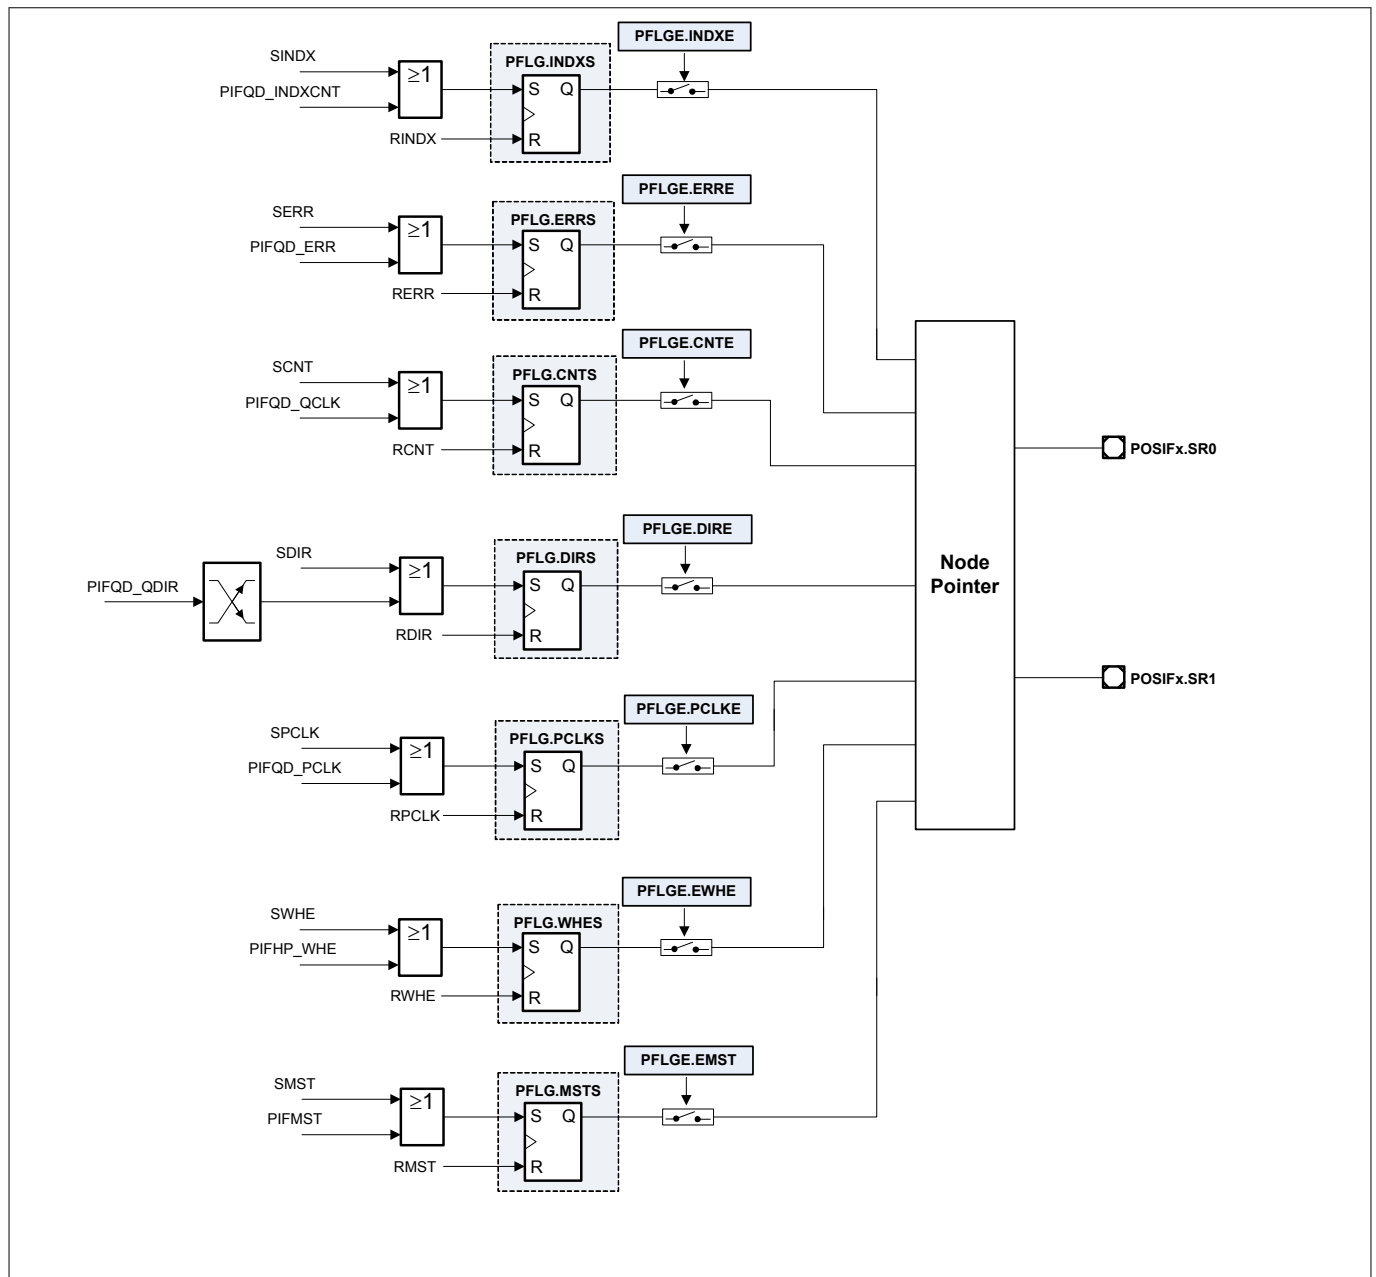 PFLGE.INDXE
SINDX
PFLG.INDXS
≥1
S Q
PIFQD_INDXCNT
RINDX
R
PFLGE.ERRE
SERR
PFLG.ERRS
≥1
S Q
PIFQD_ERR
RERR
R
PFLGE.CNTE
SCNT
PFLG.CNTS
≥1
S Q
PIFQD_QCLK
RCNT
R
POSIFx.SR0
PFLGE.DIRE
SDIR
PFLG.DIRS
≥1
S Q
PIFQD_QDIR
RDIR
R
Node
Pointer
POSIFx.SR1
PFLGE.PCLKE
SPCLK
PFLG.PCLKS
≥1
S Q
PIFQD_PCLK
RPCLK
R
PFLGE.EWHE
SWHE
PFLG.WHES
≥1
S Q
PIFHP_WHE
RWHE
R
PFLGE.EMST
SMST
PFLG.MSTS
≥1
S Q
PIFMST
RMST
R